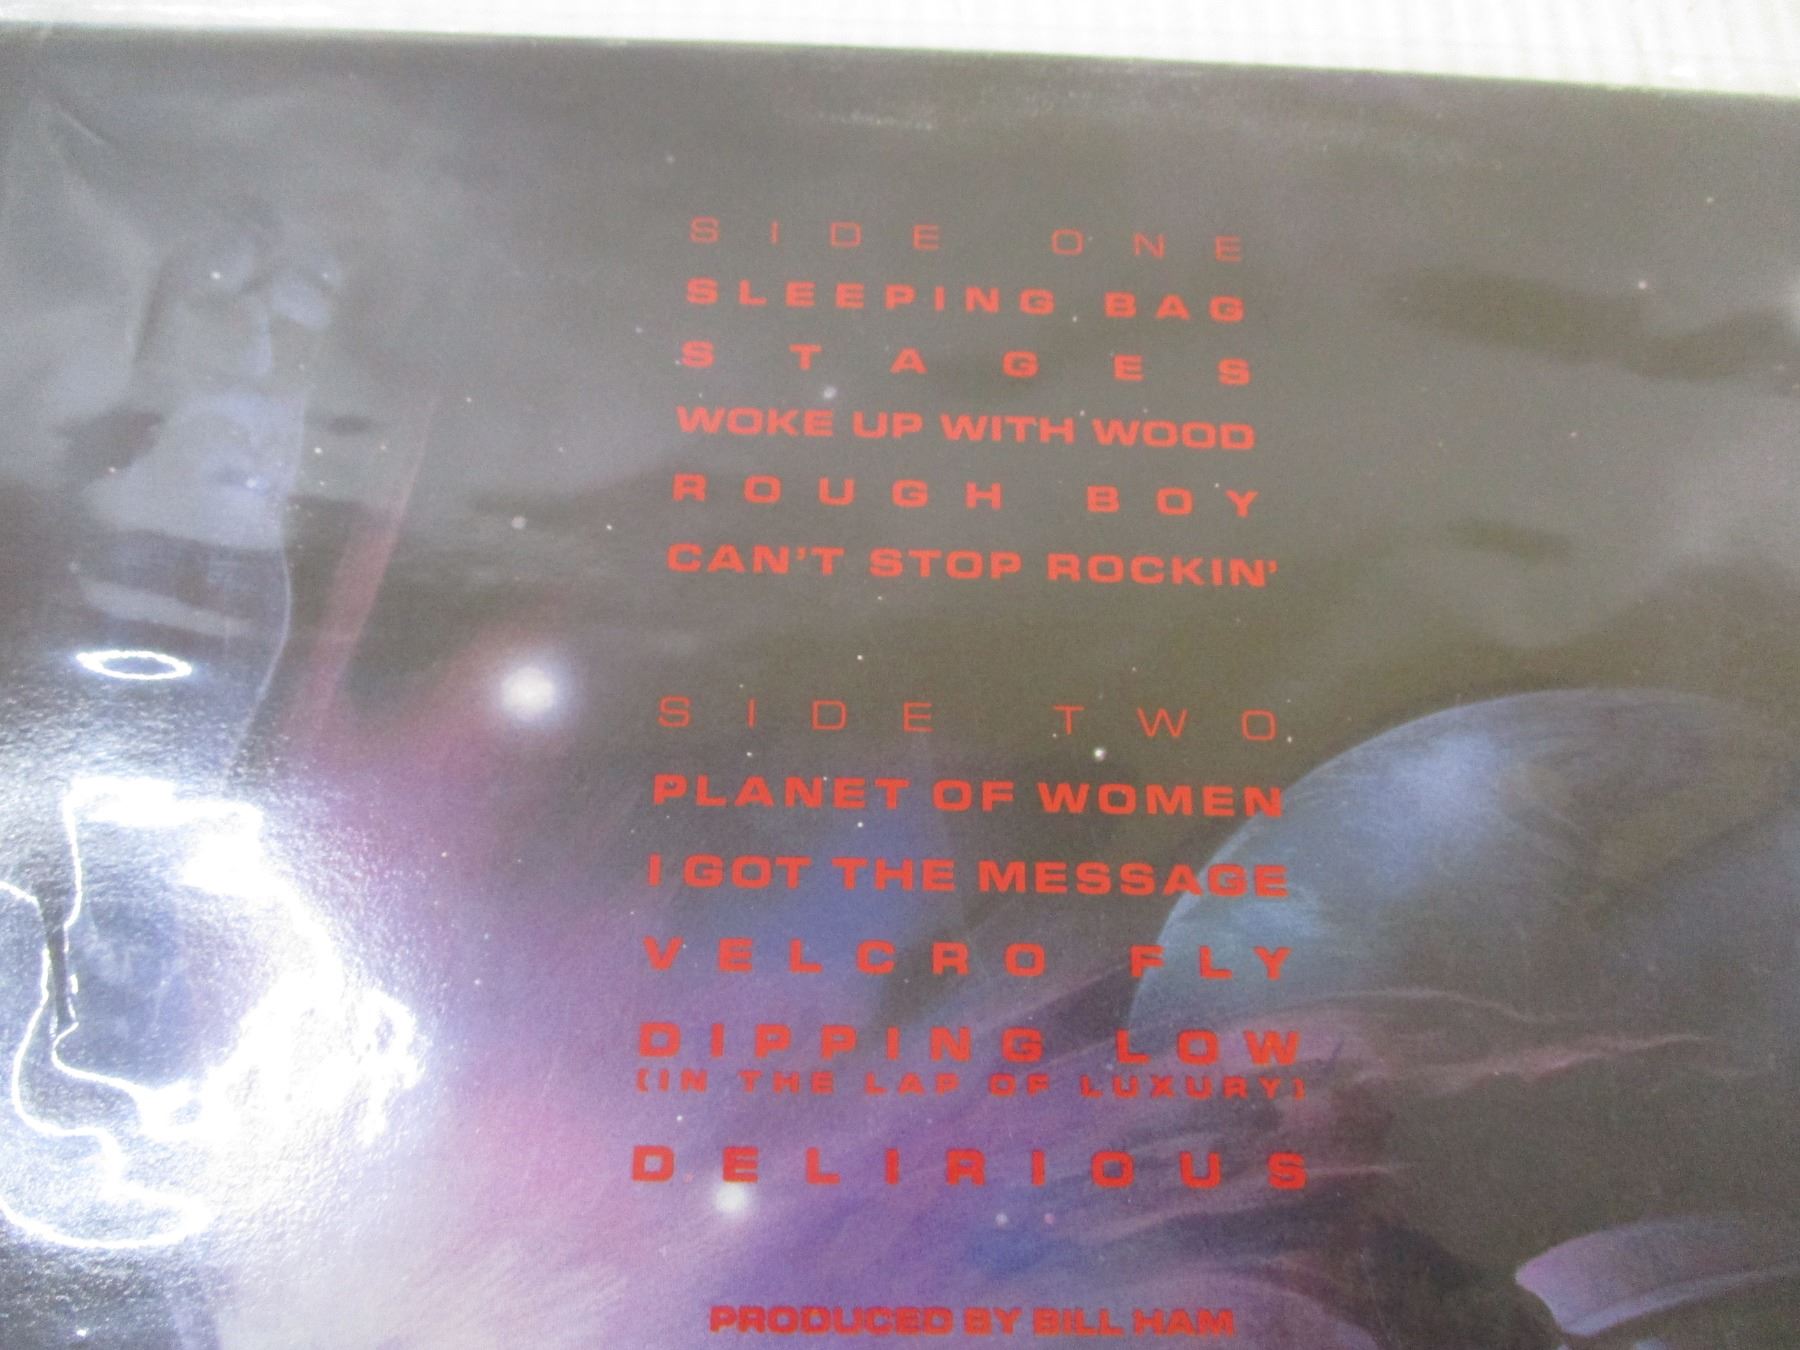 SIDE ONE
SLEEPING BAG
STAGES
WOKE UP WITH WOOD
ROUGH BOY
CAN'T STOP ROCKIN'
SIDE TWO
PLANET OF WOMEN
I GOT THE MESSAGE
VELCRO FLY
DIPPING LOW
(IN THE LAP OF LUXURY)
DELIRIOUS
PRODUCED BY BILL HAM